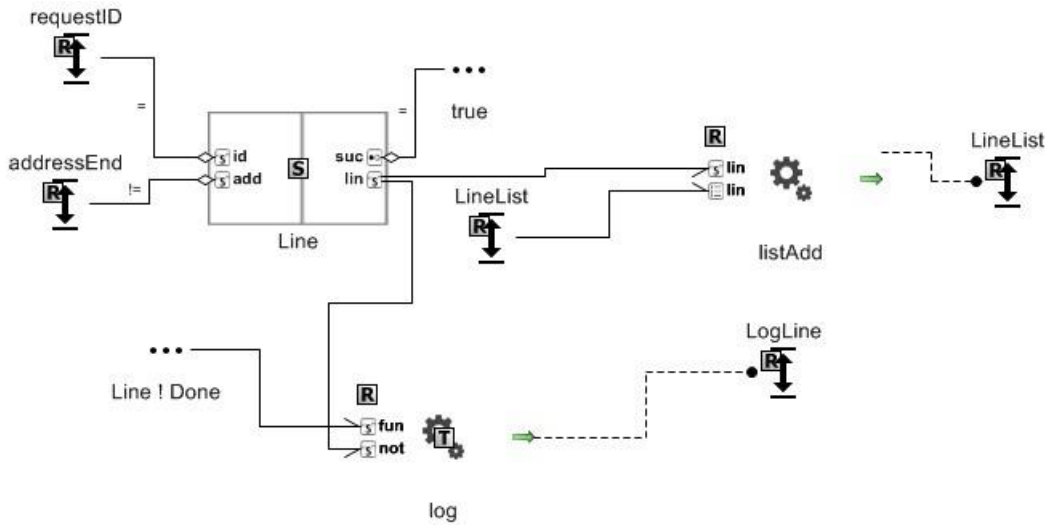 requestID
R
=
true
=
addressEnd
R
!=
s id
s add
S
suc
lin s
Line
LineList
R
R
s lin
lin
listAdd
LineList
R
LogLine
R
Line ! Done
R
s fun
s not
T
log